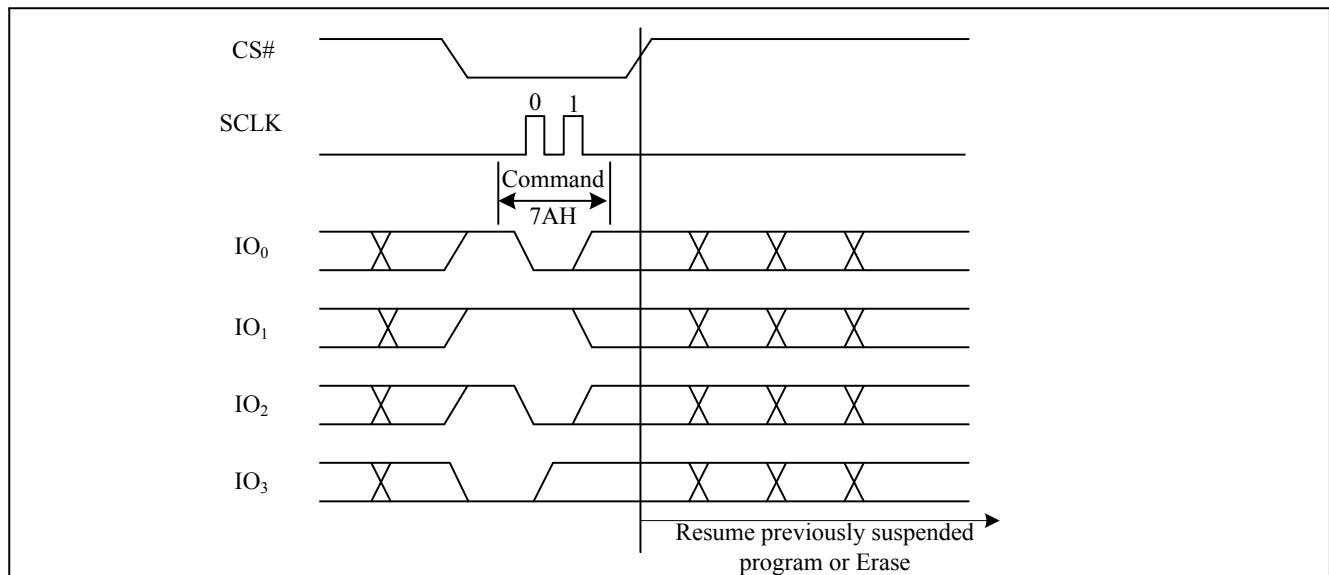 CS#
0 1
SCLK
Command
7AH
IO₀
IO₁
IO₂
IO₃
Resume previously suspended
program or Erase